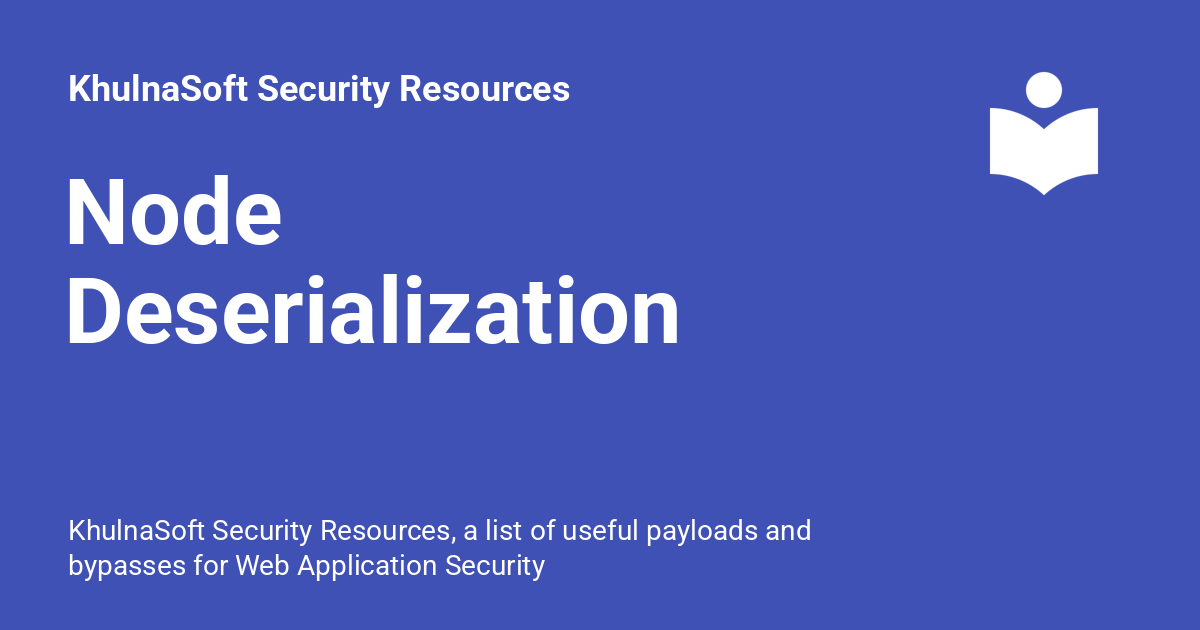 KhulnaSoft Security Resources
Node
Deserialization
KhulnaSoft Security Resources, a list of useful payloads and
bypasses for Web Application Security